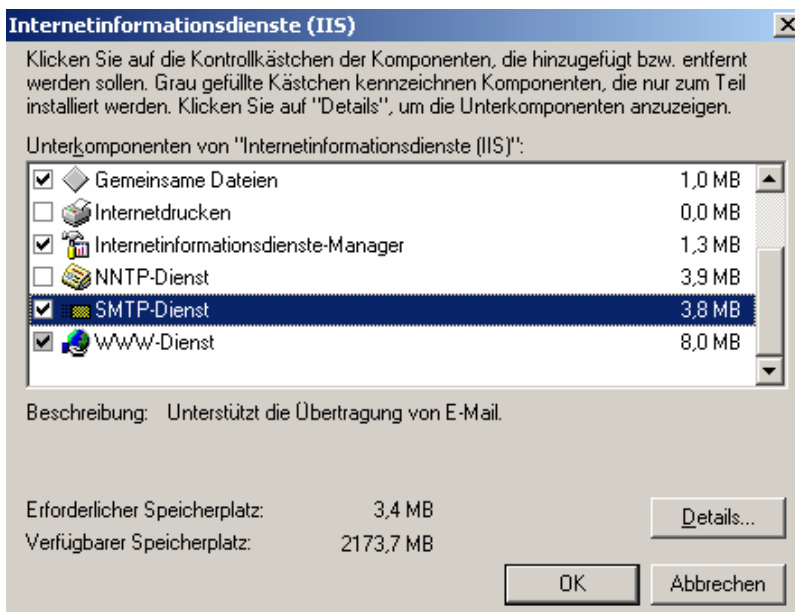 Internetinformationsdienste (IIS)
Klicken Sie auf die Kontrollkästchen der Komponenten, die hinzugefügt bzw. entfernt
werden sollen. Grau gefüllte Kästchen kennzeichnen Komponenten, die nur zum Teil
installiert werden. Klicken Sie auf "Details", um die Unterkomponenten anzuzeigen.
Unterkomponenten von "Internetinformationsdienste (IIS)":
Gemeinsame Dateien 1,0 MB
Internetdrucken 0,0 MB
Internetinformationsdienste-Manager 1,3 MB
NNTP-Dienst 3,9 MB
SMTP-Dienst 3,8 MB
WWW-Dienst 8,0 MB
Beschreibung: Unterstützt die Übertragung von E-Mail.
Erforderlicher Speicherplatz: 3,4 MB
Verfügbarer Speicherplatz: 2173,7 MB
Details...
OK Abbrechen